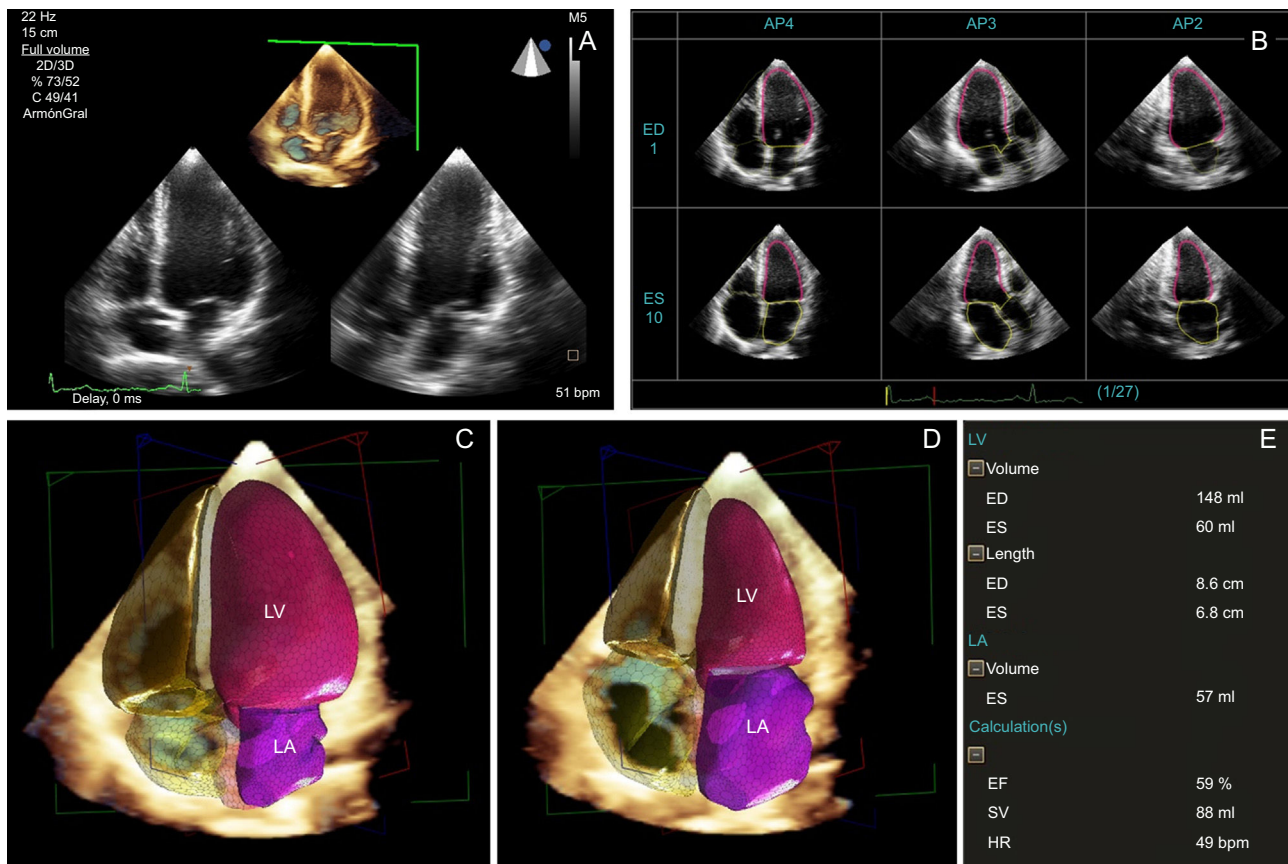 22 Hz
15 cm
Full volume
2D/3D
% 73/52
C 49/41
ArmónGral
M5
A
Delay, 0 ms
51 bpm
B
AP4 AP3 AP2
ED
1
ES
10
(1/27)
C
LV
LA
D
LV
LA
E
LV
Volume
ED 148 ml
ES 60 ml
Length
ED 8.6 cm
ES 6.8 cm
LA
Volume
ES 57 ml
Calculation(s)
EF 59 %
SV 88 ml
HR 49 bpm